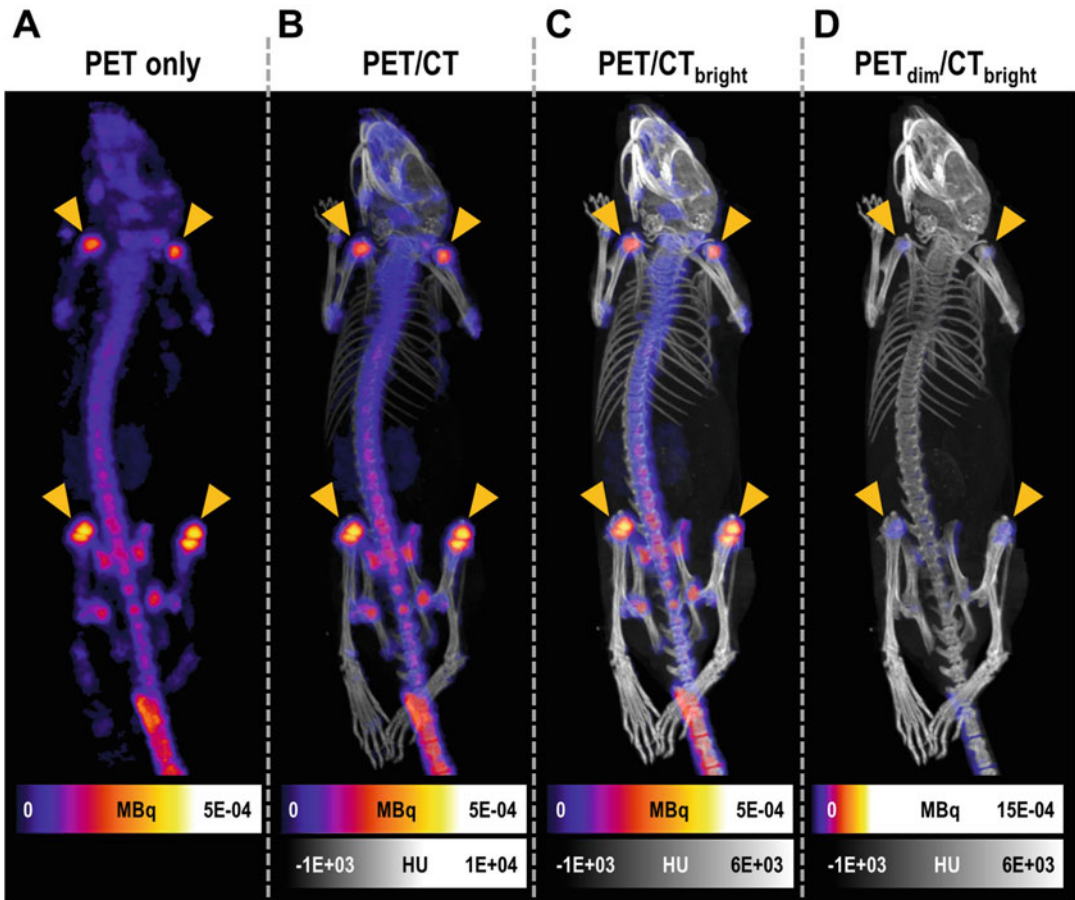 A
PET only
B
PET/CT
C
PET/CTbright
D
PETdim/CTbright
0 MBq 5E-04
0 MBq 5E-04
-1E+03 HU 1E+04
0 MBq 5E-04
-1E+03 HU 6E+03
0 MBq 15E-04
-1E+03 HU 6E+03